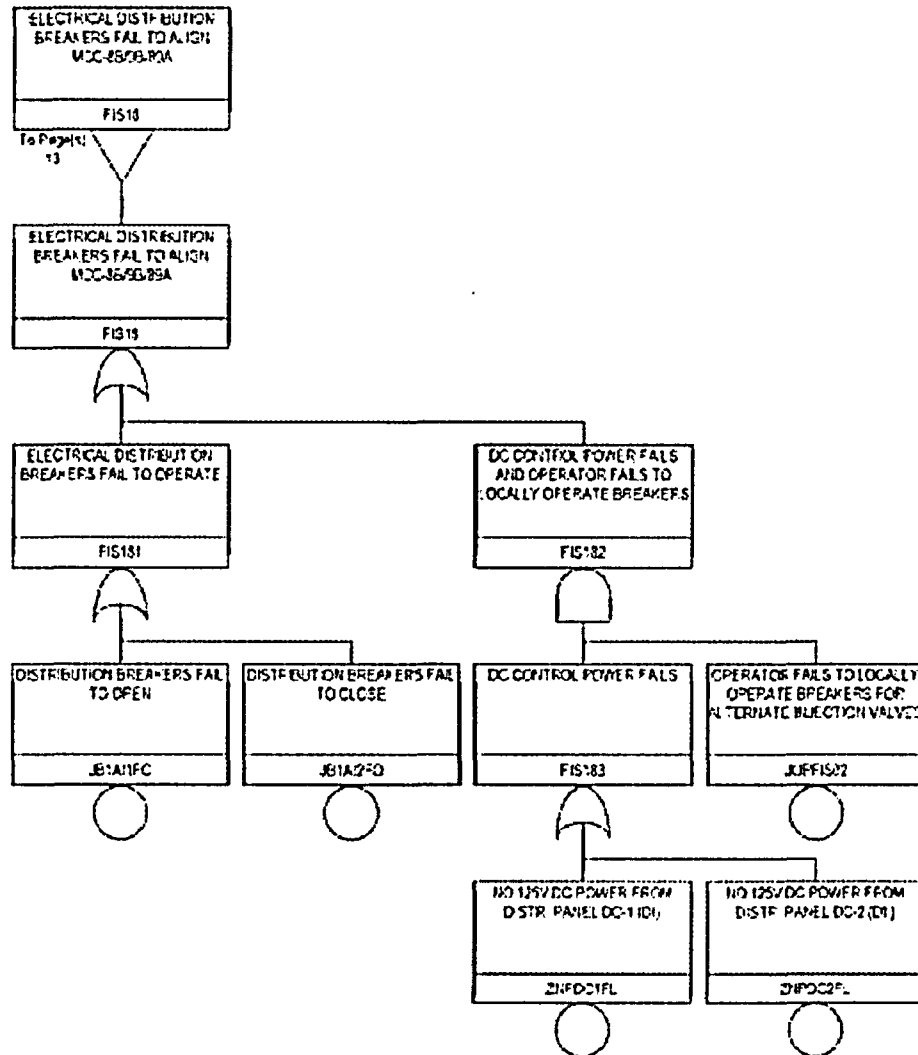 ELECTRICAL DISTRIBUTION
BREAKERS FAIL TO ALIGN
FIS18
To Page(s)
13
ELECTRICAL DISTRIBUTION
BREAKERS FAIL TO ALIGN
FIS18
ELECTRICAL DISTRIBUTION
BREAKERS FAIL TO OPERATE
FIS181
DC CONTROL POWER FAILS
AND OPERATOR FAILS TO
LOCALLY OPERATE BREAKERS
FIS182
DISTRIBUTION BREAKERS FAIL
TO OPEN
DISTRIBUTION BREAKERS FAIL
TO CLOSE
DC CONTROL POWER FAILS
FIS183
OPERATOR FAILS TO LOCALLY
OPERATE BREAKERS FOR
ALTERNATE INJECTION VALVES
NO 125V DC POWER FROM
DISTR. PANEL DC-1
NO 125V DC POWER FROM
DISTR. PANEL DC-2